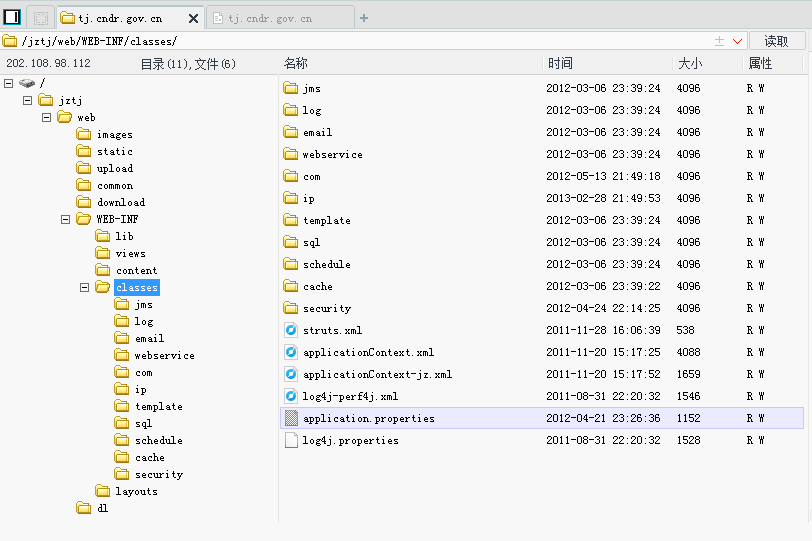 tj.cndr.gov.cn
tj.cndr.gov.cn
/jztj/web/WEB-INF/classes/
读取
202.108.98.112 目录(11),文件(6)
名称 时间 大小 属性
/
jztj
web
images
static
upload
common
download
WEB-INF
lib
views
content
classes
jms
log
email
webservice
com
ip
template
sql
schedule
cache
security
layouts
dl
jms 2012-03-06 23:39:24 4096 R W
log 2012-03-06 23:39:24 4096 R W
email 2012-03-06 23:39:24 4096 R W
webservice 2012-03-06 23:39:24 4096 R W
com 2012-05-13 21:49:18 4096 R W
ip 2013-02-28 21:49:53 4096 R W
template 2012-03-06 23:39:24 4096 R W
sql 2012-03-06 23:39:24 4096 R W
schedule 2012-03-06 23:39:24 4096 R W
cache 2012-03-06 23:39:22 4096 R W
security 2012-04-24 22:14:25 4096 R W
struts.xml 2011-11-28 16:06:39 538 R W
applicationContext.xml 2011-11-20 15:17:25 4088 R W
applicationContext-jz.xml 2011-11-20 15:17:52 1659 R W
log4j-perf4j.xml 2011-08-31 22:20:32 1546 R W
application.properties 2012-04-21 23:26:36 1152 R W
log4j.properties 2011-08-31 22:20:32 1528 R W